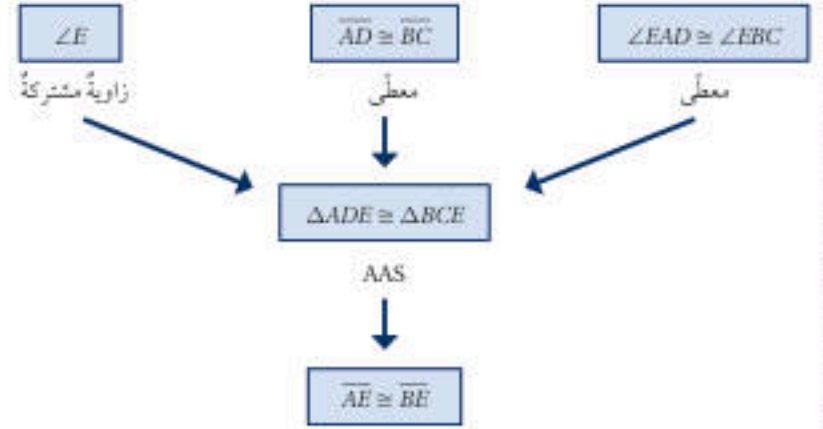 ∠E
AD ≅ BC
∠EAD ≅ ∠EBC
زاويةٌ مشتركةٌ
معطًى
معطًى
ΔADE ≅ ΔBCE
AAS
AE ≅ BE